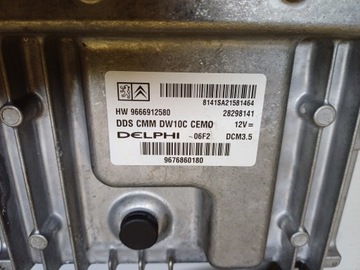 8141SA21581464
HW 9666912580 28298141
DDS CMM DW10C CEMO 12V=
DELPHI ~06F2 DCM3.5
9676860180